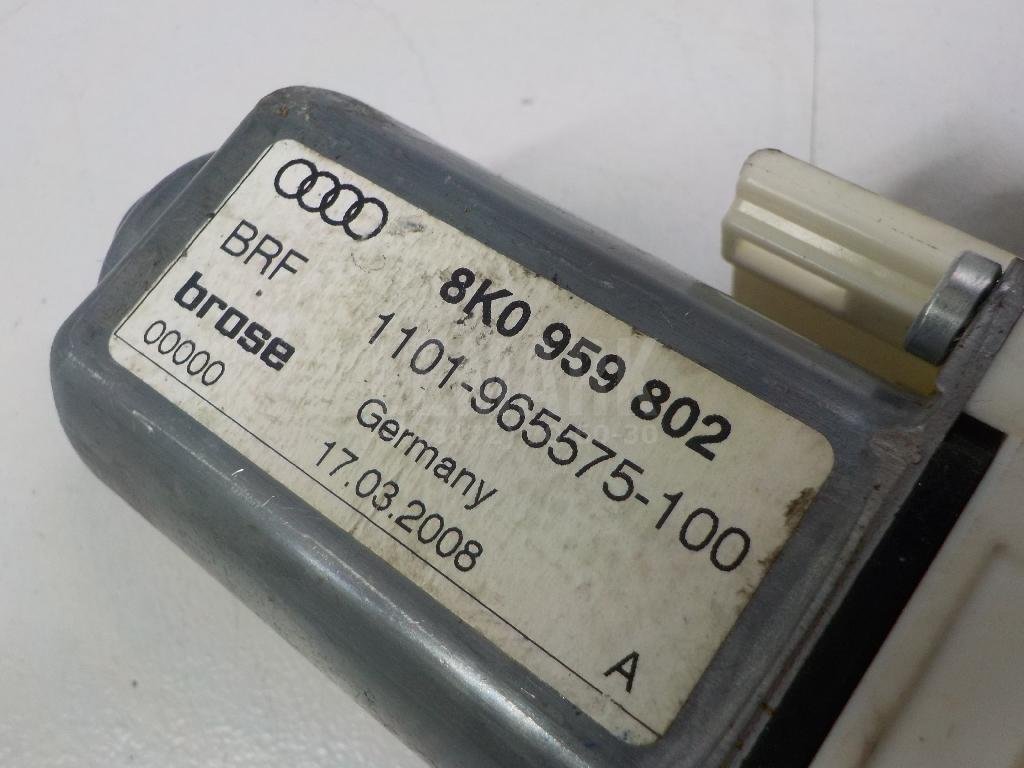 BRF
8K0 959 802
brose
1101-965575-100
00000
Germany
17.03.2008
A